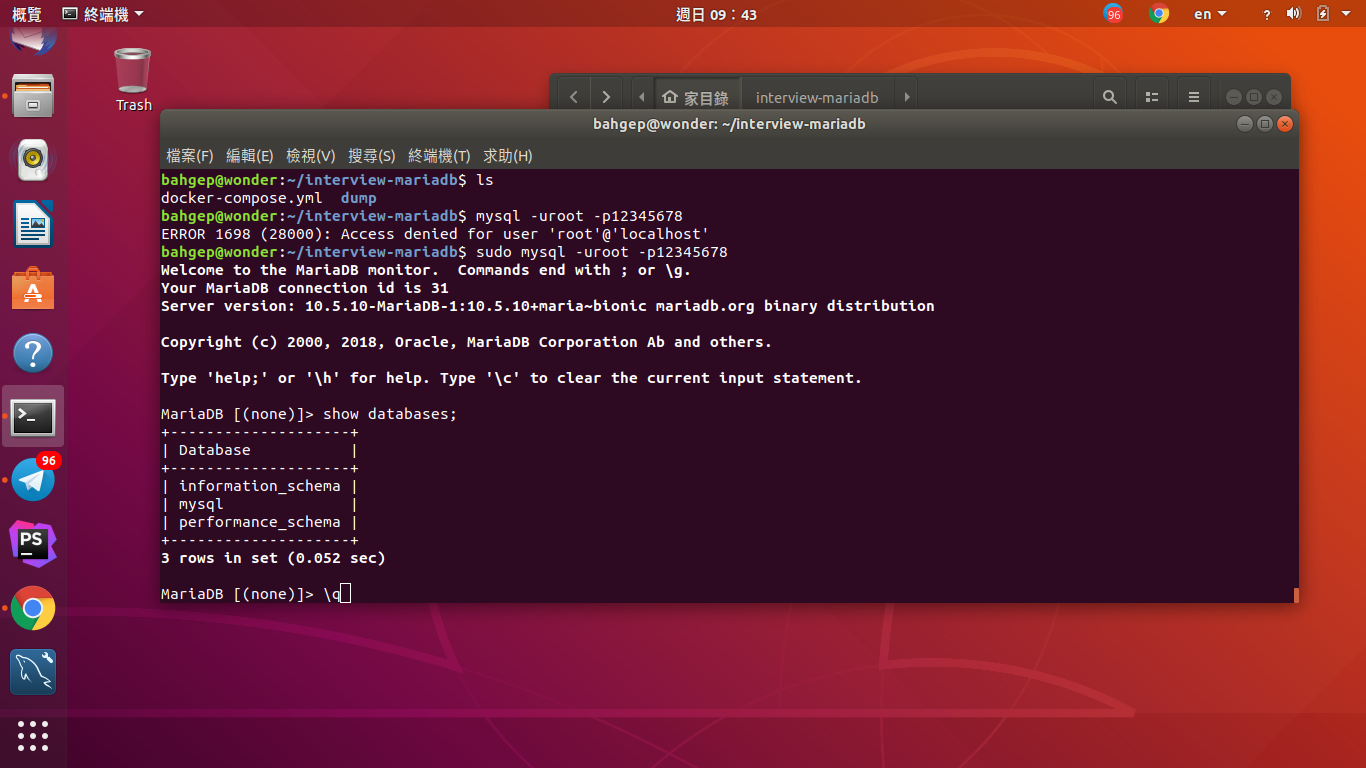 概覽 終端機 週日 09：43 96 en ?
Trash
家目錄 interview-mariadb
bahgep@wonder: ~/interview-mariadb
檔案(F) 編輯(E) 檢視(V) 搜尋(S) 終端機(T) 求助(H)
bahgep@wonder:~/interview-mariadb$ ls
docker-compose.yml  dump
bahgep@wonder:~/interview-mariadb$ mysql -uroot -p12345678
ERROR 1698 (28000): Access denied for user 'root'@'localhost'
bahgep@wonder:~/interview-mariadb$ sudo mysql -uroot -p12345678
Welcome to the MariaDB monitor.  Commands end with ; or \g.
Your MariaDB connection id is 31
Server version: 10.5.10-MariaDB-1:10.5.10+maria~bionic mariadb.org binary distribution
Copyright (c) 2000, 2018, Oracle, MariaDB Corporation Ab and others.
Type 'help;' or '\h' for help. Type '\c' to clear the current input statement.
MariaDB [(none)]> show databases;
+--------------------+
| Database           |
+--------------------+
| information_schema |
| mysql              |
| performance_schema |
+--------------------+
3 rows in set (0.052 sec)
MariaDB [(none)]> \q
A
?
>_
96
PS